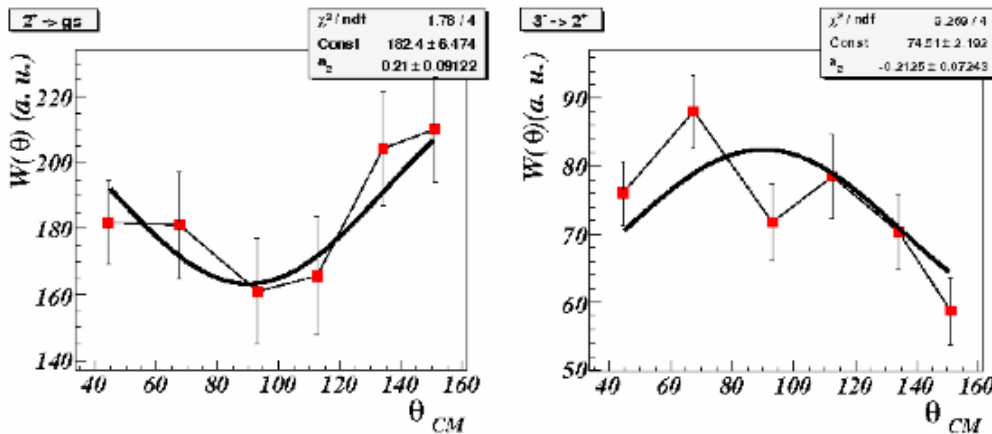 2⁺ -> gs
χ² / ndf 1.78 / 4
Const 182.4 ± 6.474
a₂ 0.21 ± 0.09122
W(θ) (a. u.)
220
200
180
160
140
40 60 80 100 120 140 160
θ CM
3⁻ -> 2⁺
χ² / ndf 9.269 / 4
Const 74.51 ± 2.192
a₂ -0.2125 ± 0.07243
W(θ)(a. u.)
90
80
70
60
50
40 60 80 100 120 140 160
θ CM